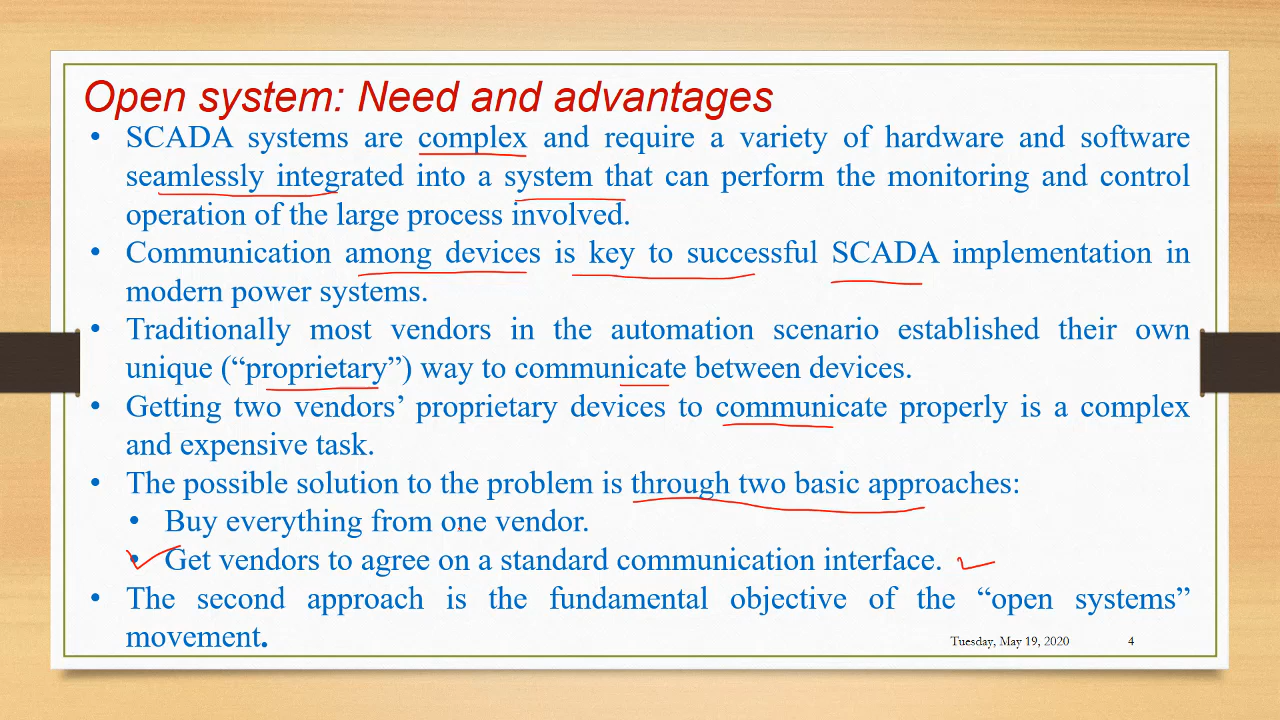 Open system: Need and advantages
• SCADA systems are complex and require a variety of hardware and software
seamlessly integrated into a system that can perform the monitoring and control
operation of the large process involved.
• Communication among devices is key to successful SCADA implementation in
modern power systems.
• Traditionally most vendors in the automation scenario established their own
unique (“proprietary”) way to communicate between devices.
• Getting two vendors’ proprietary devices to communicate properly is a complex
and expensive task.
• The possible solution to the problem is through two basic approaches:
• Buy everything from one vendor.
• Get vendors to agree on a standard communication interface.
• The second approach is the fundamental objective of the “open systems”
movement.
Tuesday, May 19, 2020 4